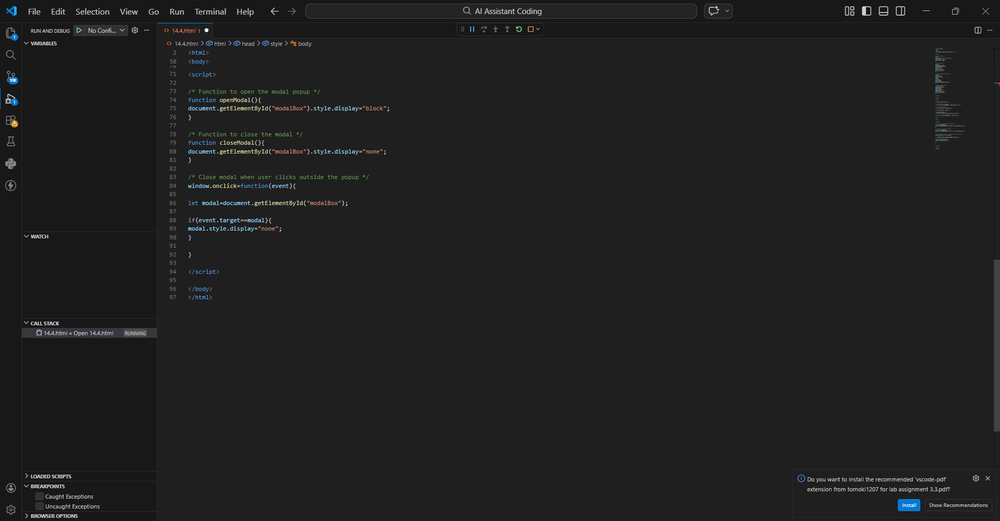 File Edit Selection View Go Run Terminal Help
AI Assistant Coding
RUN AND DEBUG
No Confi...
VARIABLES
WATCH
CALL STACK
14.4.html « Open 14.4.html RUNNING
LOADED SCRIPTS
BREAKPOINTS
Caught Exceptions
Uncaught Exceptions
BROWSER OPTIONS
1
10K
1
14.4.html 1
14.4.html > html > head > style > body
2 <html>
50 <body>
70
71 <script>
72
73 /* Function to open the modal popup */
74 function openModal(){
75 document.getElementById("modalBox").style.display="block";
76 }
77
78 /* Function to close the modal */
79 function closeModal(){
80 document.getElementById("modalBox").style.display="none";
81 }
82
83 /* Close modal when user clicks outside the popup */
84 window.onclick=function(event){
85
86 let modal=document.getElementById("modalBox");
87
88 if(event.target==modal){
89 modal.style.display="none";
90 }
91
92 }
93
94 </script>
95
96 </body>
97 </html>
Do you want to install the recommended 'vscode-pdf'
extension from tomoki1207 for lab assignment 3.3.pdf?
Install
Show Recommendations